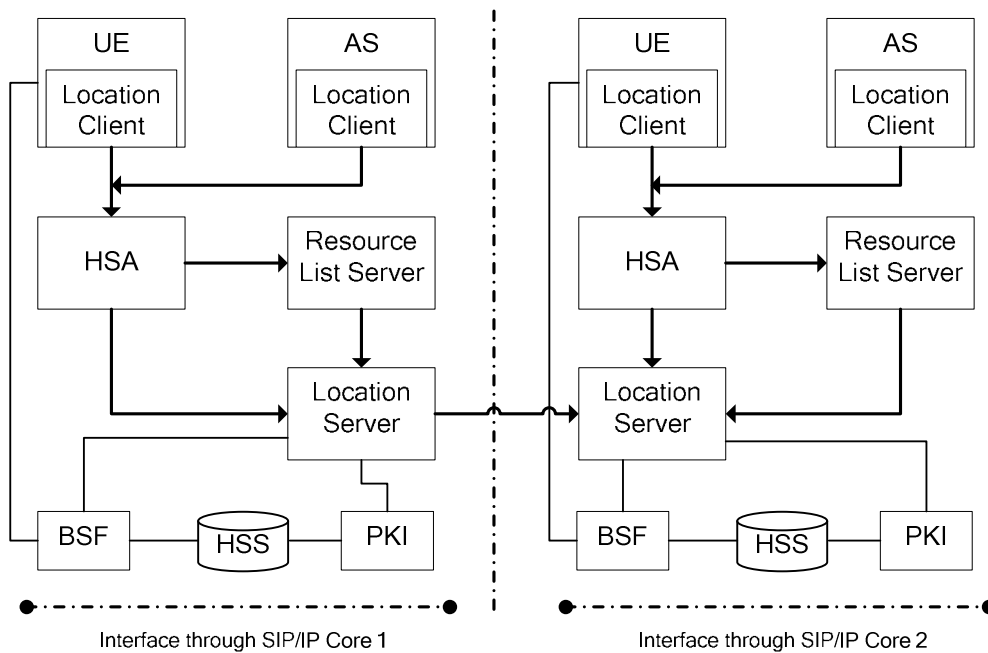 UE
Location
Client
AS
Location
Client
HSA
Resource
List Server
Location
Server
BSF
HSS
PKI
Interface through SIP/IP Core 1
UE
Location
Client
AS
Location
Client
HSA
Resource
List Server
Location
Server
BSF
HSS
PKI
Interface through SIP/IP Core 2